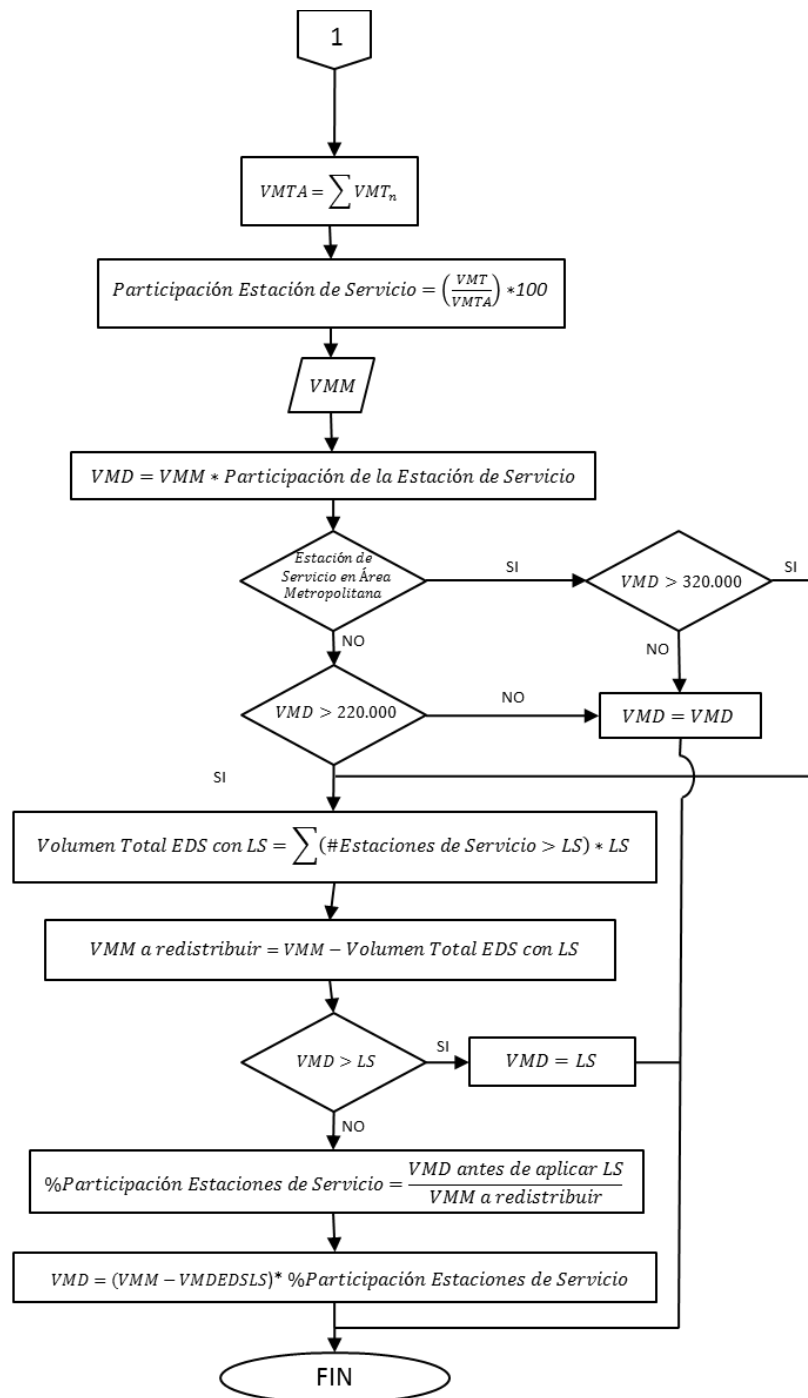 1
VMTA = ∑ VMTₙ
Participación Estación de Servicio = (VMT/VMTA) *100
VMM
VMD = VMM * Participación de la Estación de Servicio
Estación de
Servicio en Área
Metropolitana
SI
VMD > 320.000
SI
NO
NO
VMD > 220.000
NO
VMD = VMD
SI
Volumen Total EDS con LS = ∑(#Estaciones de Servicio > LS) * LS
VMM a redistribuir = VMM − Volumen Total EDS con LS
VMD > LS
SI
VMD = LS
NO
%Participación Estaciones de Servicio = VMD antes de aplicar LS / VMM a redistribuir
VMD = (VMM − VMDEDSLS)* %Participación Estaciones de Servicio
FIN